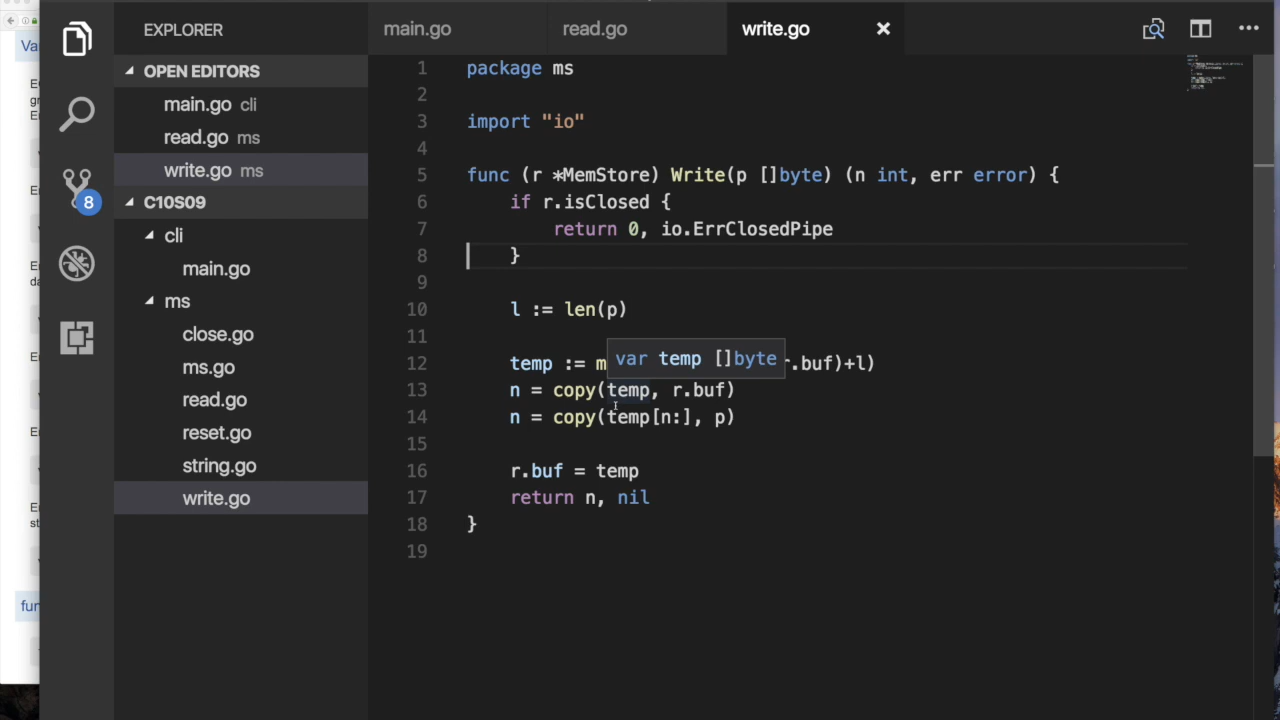 EXPLORER
OPEN EDITORS
main.go cli
read.go ms
write.go ms
C10S09
cli
main.go
ms
close.go
ms.go
read.go
reset.go
string.go
write.go
8
main.go read.go write.go
1 package ms
2
3 import "io"
4
5 func (r *MemStore) Write(p []byte) (n int, err error) {
6 if r.isClosed {
7 return 0, io.ErrClosedPipe
8 }
9
10 l := len(p)
11
12 temp := m r.buf)+l)
var temp []byte
13 n = copy(temp, r.buf)
14 n = copy(temp[n:], p)
15
16 r.buf = temp
17 return n, nil
18 }
19